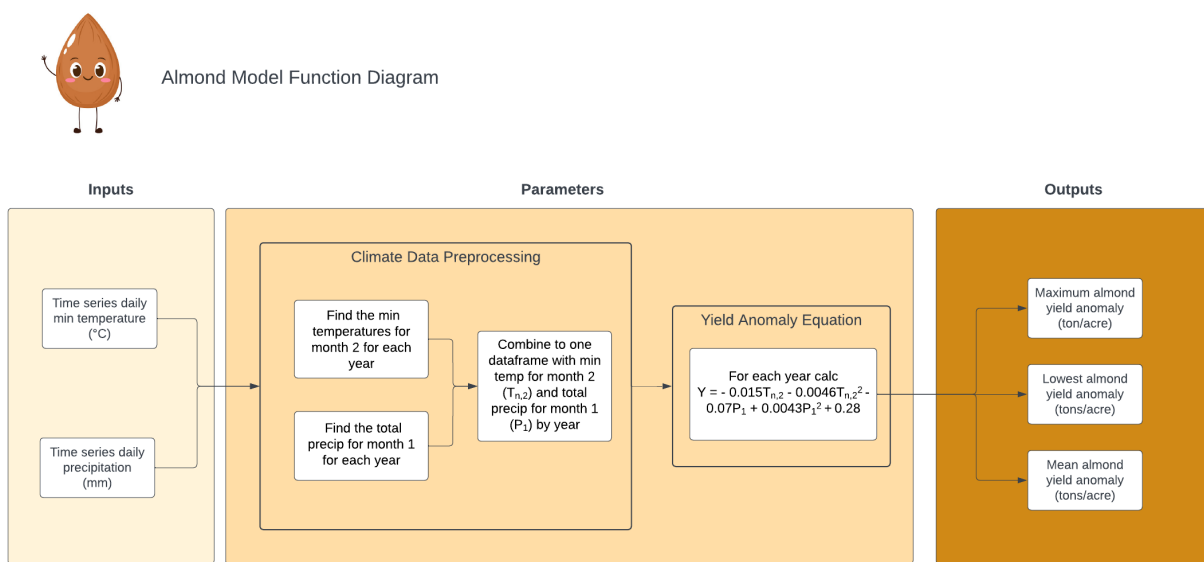 Almond Model Function Diagram
Inputs
Parameters
Outputs
Time series daily
min temperature
(°C)
Time series daily
precipitation
(mm)
Climate Data Preprocessing
Find the min
temperatures for
month 2 for each
year
Find the total
precip for month 1
for each year
Combine to one
dataframe with min
temp for month 2
(Tn,2) and total
precip for month 1
(P1) by year
Yield Anomaly Equation
For each year calc
Y = - 0.015Tn,2 - 0.0046Tn,2² -
0.07P1 + 0.0043P1² + 0.28
Maximum almond
yield anomaly
(ton/acre)
Lowest almond
yield anomaly
(tons/acre)
Mean almond
yield anomaly
(tons/acre)